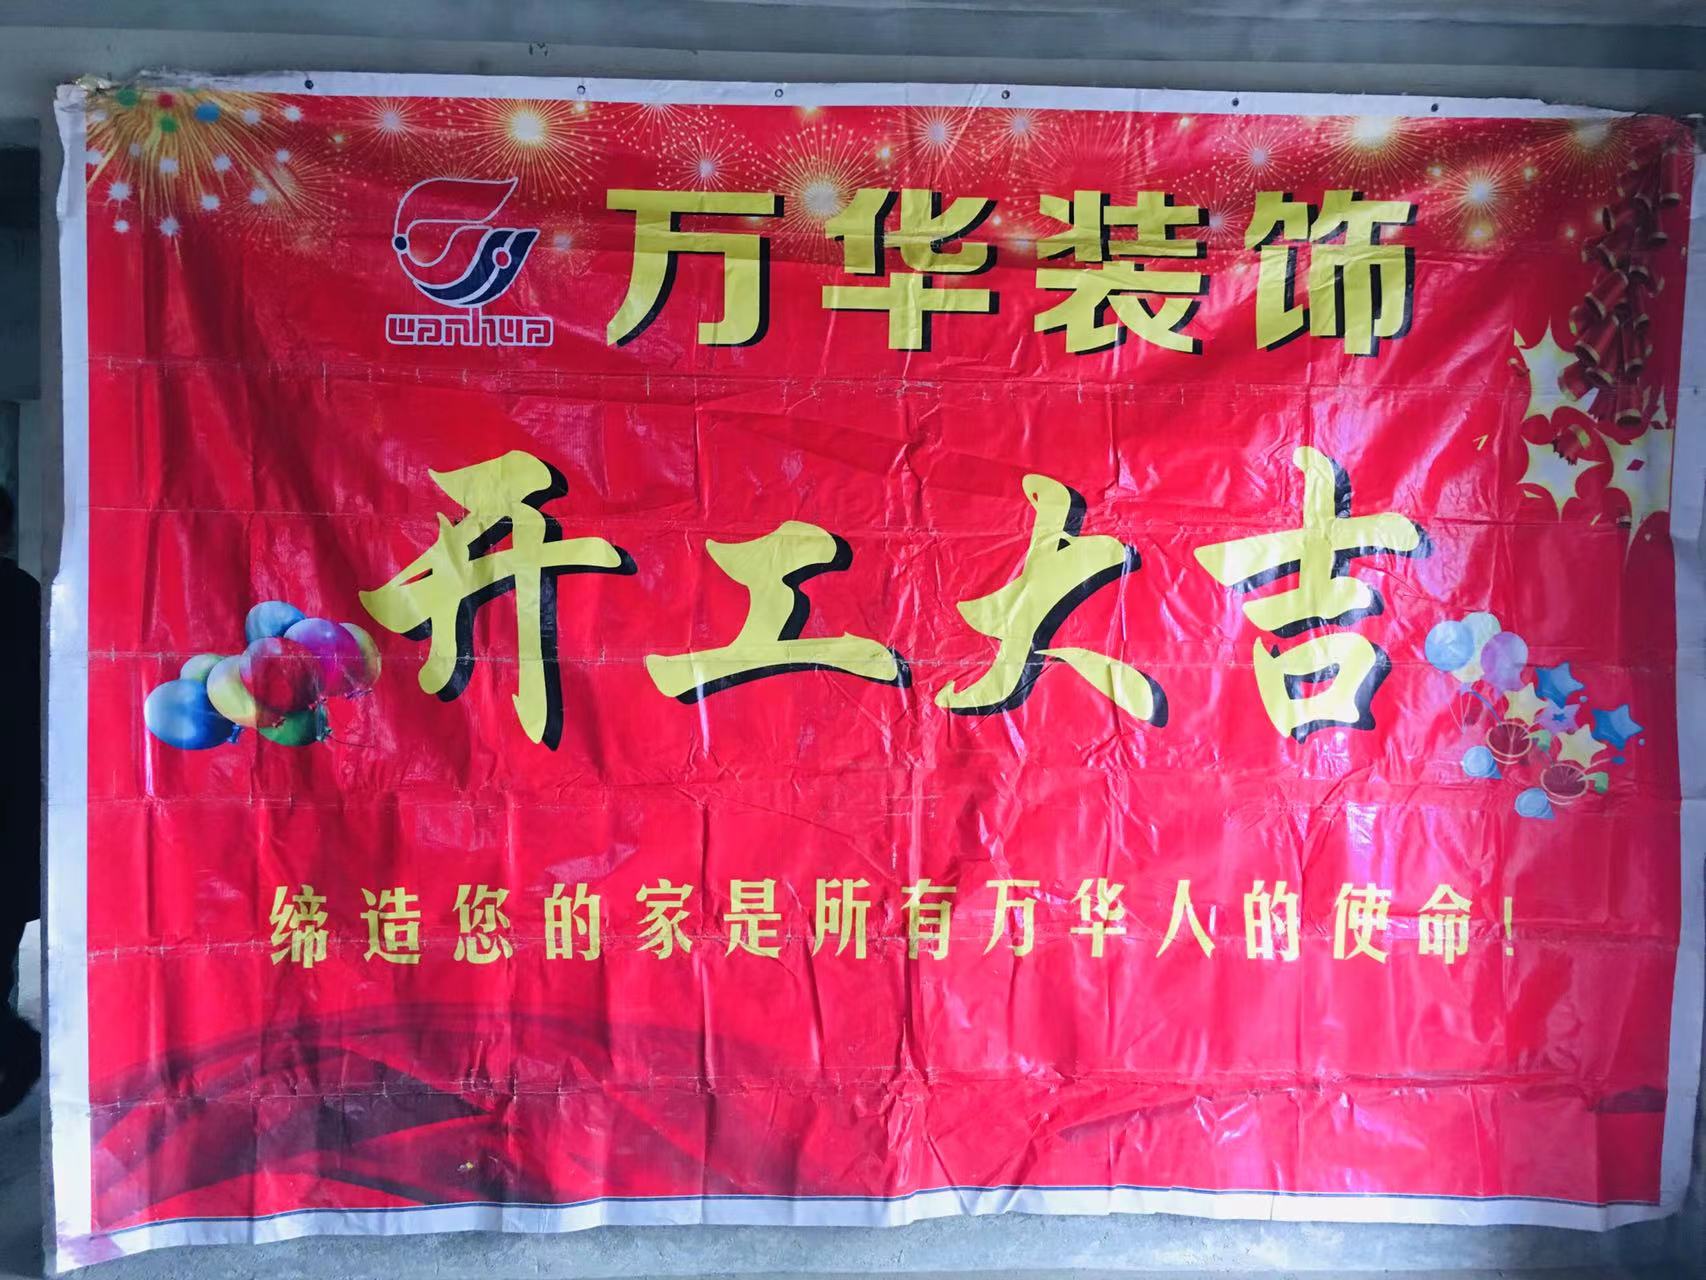 wanhua
万华装饰
开工大吉
缔造您的家是所有万华人的使命！